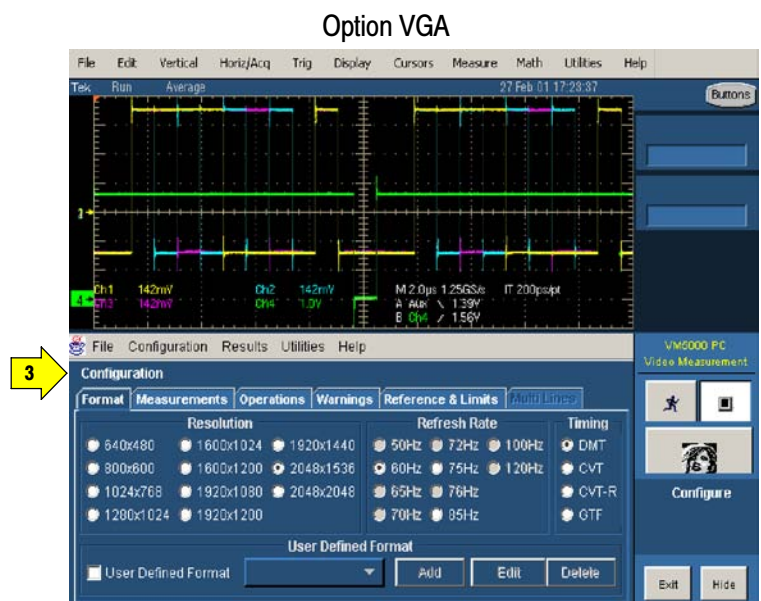 Option VGA
File Edit Vertical Horiz/Acq Trig Display Cursors Measure Math Utilities Help
Tek Run Average 27 Feb 01 17:23:37
Buttons
Ch1 142mV Ch2 142mV M 2.0µs 1.25GS/s IT 200ps/pt
Ch3 142mV Ch4 1.0V A Aux \ 1.39V
B Ch4 / 1.56V
3
File Configuration Results Utilities Help
VM5000 PC
Video Measurement
Configuration
Format Measurements Operations Warnings Reference & Limits Multi Lines
Resolution Refresh Rate Timing
640x480 1600x1024 1920x1440 50Hz 72Hz 100Hz DMT
800x600 1600x1200 2048x1536 60Hz 75Hz 120Hz CVT
1024x768 1920x1080 2048x2048 65Hz 76Hz CVT-R
1280x1024 1920x1200 70Hz 85Hz GTF
Configure
User Defined Format
User Defined Format Add Edit Delete
Exit Hide